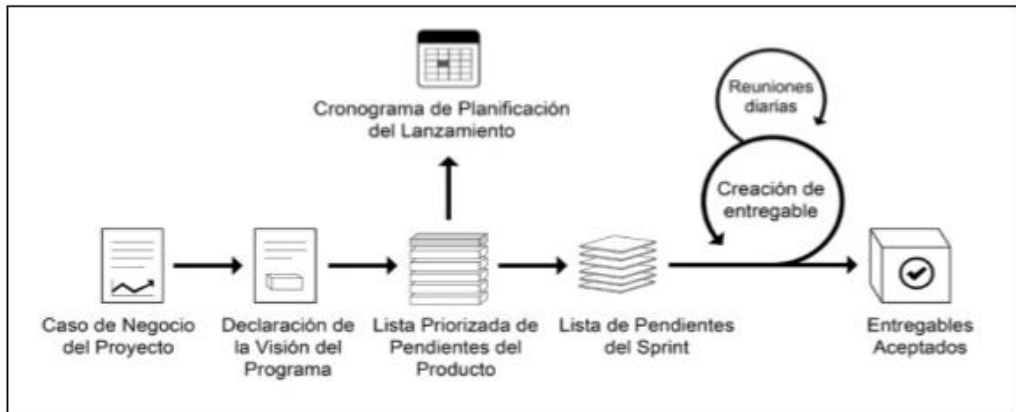 Cronograma de Planificación
del Lanzamiento
Reuniones
diarias
Creación de
entregable
Caso de Negocio
del Proyecto
Declaración de
la Visión del
Programa
Lista Priorizada de
Pendientes del
Producto
Lista de Pendientes
del Sprint
Entregables
Aceptados